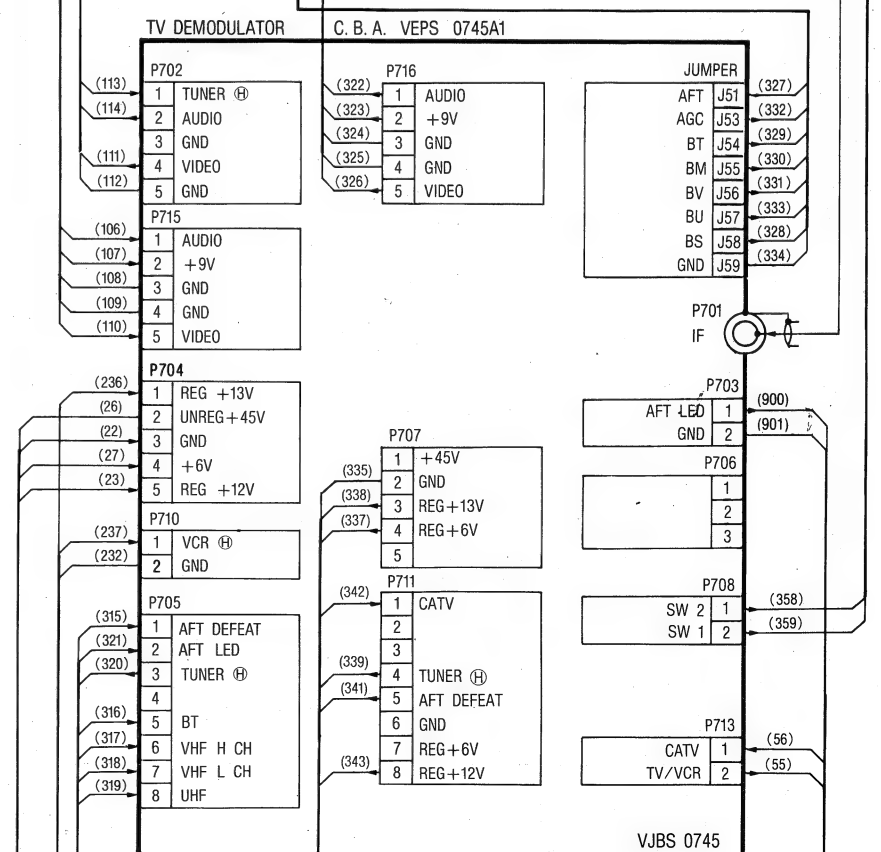 TV DEMODULATOR C. B. A. VEPS 0745A1
P702
(113) 1 TUNER Ⓗ
(114) 2 AUDIO
3 GND
(111) 4 VIDEO
(112) 5 GND
P715
(106) 1 AUDIO
(107) 2 +9V
(108) 3 GND
(109) 4 GND
(110) 5 VIDEO
P704
(236) 1 REG +13V
(26) 2 UNREG+45V
(22) 3 GND
(27) 4 +6V
(23) 5 REG +12V
P710
(237) 1 VCR Ⓗ
(232) 2 GND
P705
(315) 1 AFT DEFEAT
(321) 2 AFT LED
(320) 3 TUNER Ⓗ
4
(316) 5 BT
(317) 6 VHF H CH
(318) 7 VHF L CH
(319) 8 UHF
P716
(322) 1 AUDIO
(323) 2 +9V
(324) 3 GND
(325) 4 GND
(326) 5 VIDEO
P707
1 +45V
(335) 2 GND
(338) 3 REG+13V
(337) 4 REG+6V
5
P711
(342) 1 CATV
2
3
(339) 4 TUNER Ⓗ
(341) 5 AFT DEFEAT
6 GND
7 REG+6V
(343) 8 REG+12V
JUMPER
AFT J51 (327)
AGC J53 (332)
BT J54 (329)
BM J55 (330)
BV J56 (331)
BU J57 (333)
BS J58 (328)
GND J59 (334)
P701
IF
P703
AFT LED 1 (900)
GND 2 (901)
P706
1
2
3
P708
SW 2 1 (358)
SW 1 2 (359)
P713
CATV 1 (56)
TV/VCR 2 (55)
VJBS 0745